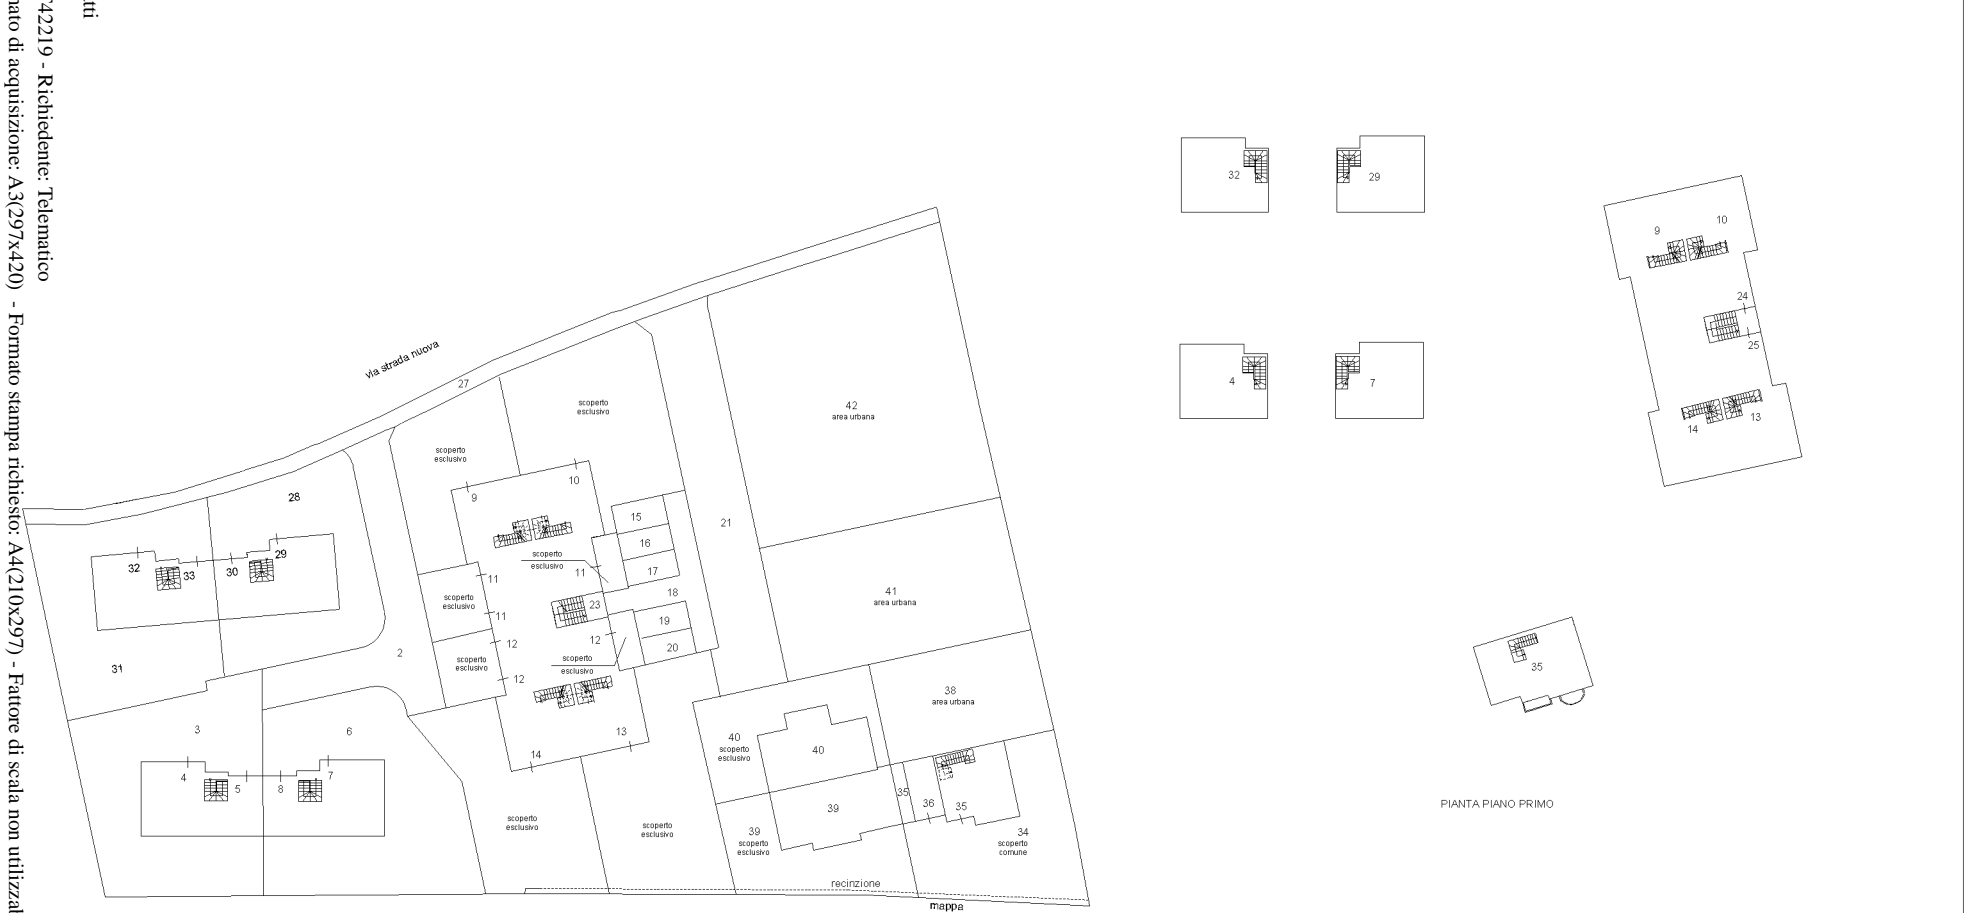 tti
42219 - Richiedente: Telematico
ato di acquisizione: A3(297x420) - Formato stampa richiesto: A4(210x297) - Fattore di scala non utilizzal
via strada nuova
27
28
32
33
30
29
31
2
3
6
4
5
8
7
scoperto
esclusivo
scoperto
esclusivo
9
10
15
16
17
scoperto
esclusivo
11
11
11
scoperto
esclusivo
23
18
19
20
12
12
12
scoperto
esclusivo
scoperto
esclusivo
13
14
21
42
area urbana
41
area urbana
38
area urbana
40
scoperto
esclusivo
40
39
39
scoperto
esclusivo
35
36
35
34
scoperto
comune
scoperto
esclusivo
scoperto
esclusivo
recinzione
mappa
32
29
4
7
9
10
24
25
14
13
35
PIANTA PIANO PRIMO